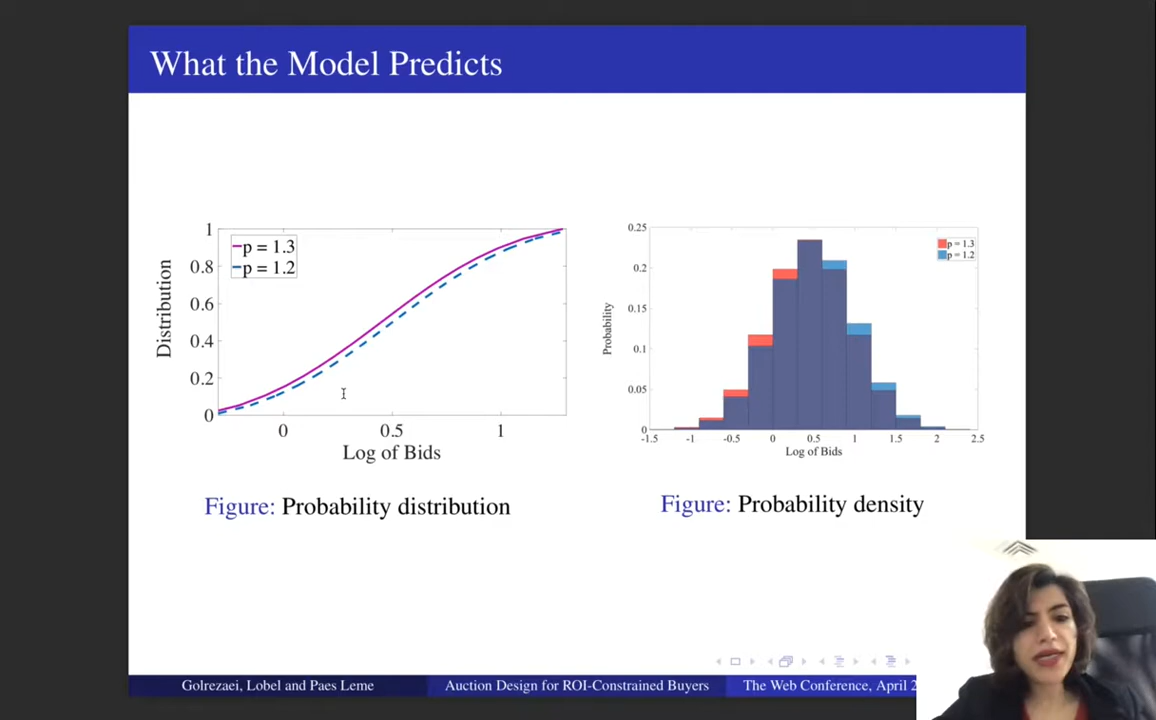 What the Model Predicts
1
0.8
0.6
0.4
0.2
0
Distribution
p = 1.3
p = 1.2
0 0.5 1
Log of Bids
Figure: Probability distribution
0.25
0.2
0.15
0.1
0.05
0
Probability
p = 1.3
p = 1.2
-1.5 -1 -0.5 0 0.5 1 1.5 2 2.5
Log of Bids
Figure: Probability density
Golrezaei, Lobel and Paes Leme Auction Design for ROI-Constrained Buyers The Web Conference, April 2